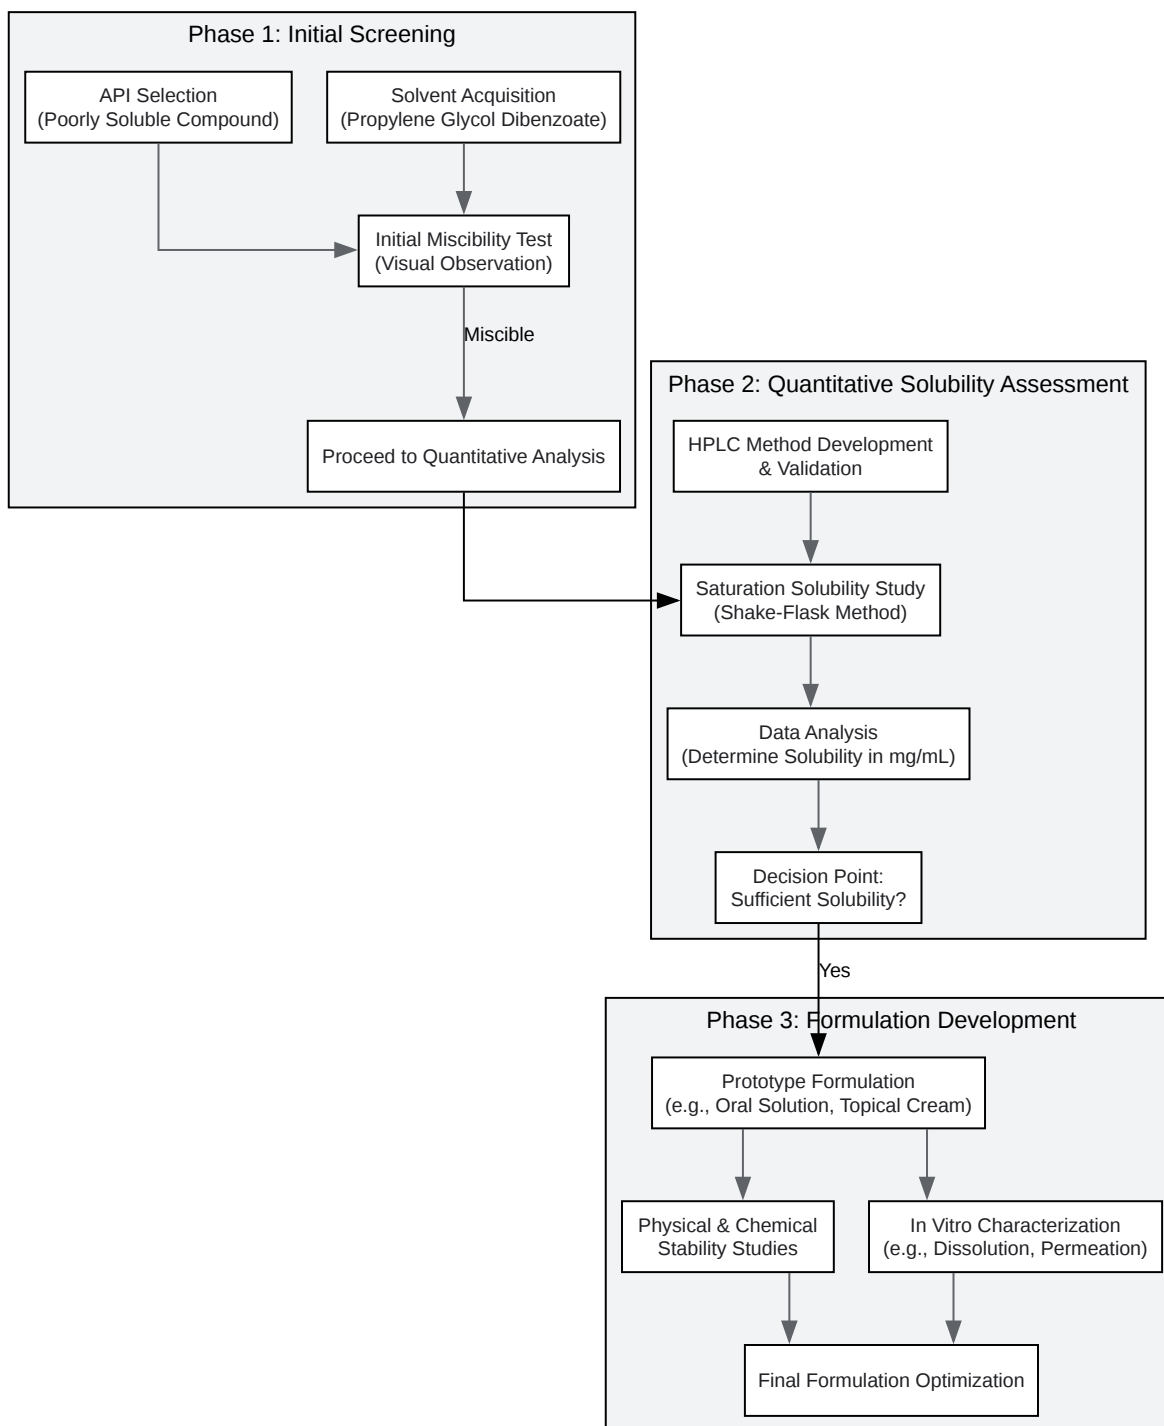 Phase 1: Initial Screening
API Selection
(Poorly Soluble Compound)
Solvent Acquisition
(Propylene Glycol Dibenzoate)
Initial Miscibility Test
(Visual Observation)
Miscible
Proceed to Quantitative Analysis
Phase 2: Quantitative Solubility Assessment
HPLC Method Development
& Validation
Saturation Solubility Study
(Shake-Flask Method)
Data Analysis
(Determine Solubility in mg/mL)
Decision Point:
Sufficient Solubility?
Yes
Phase 3: Formulation Development
Prototype Formulation
(e.g., Oral Solution, Topical Cream)
Physical & Chemical
Stability Studies
In Vitro Characterization
(e.g., Dissolution, Permeation)
Final Formulation Optimization